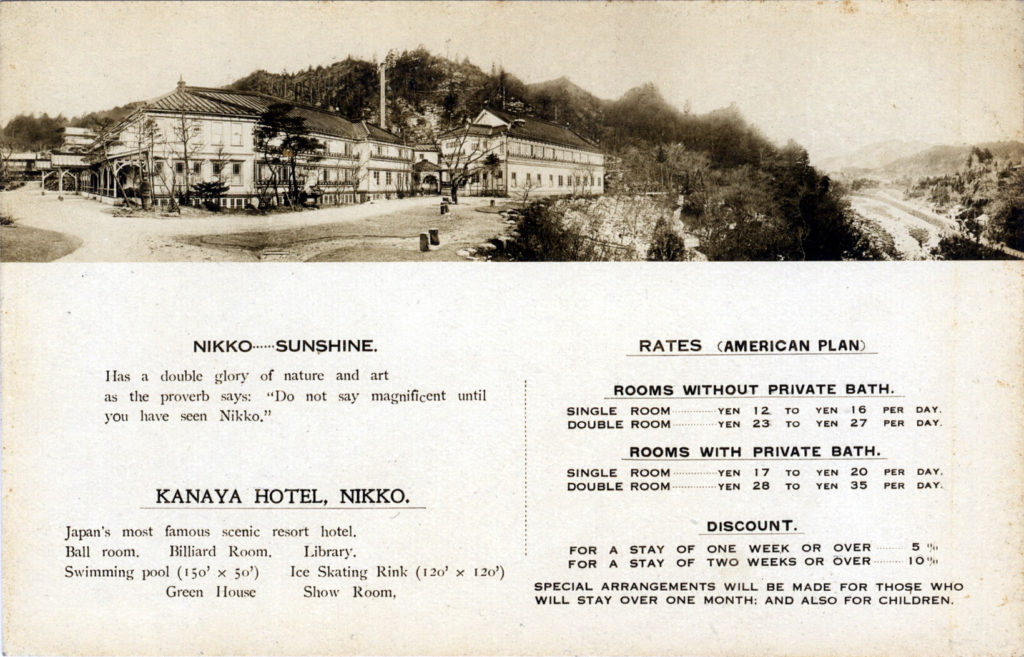 NIKKO······SUNSHINE.
Has a double glory of nature and art
as the proverb says: "Do not say magnificent until
you have seen Nikko."
KANAYA HOTEL, NIKKO.
Japan's most famous scenic resort hotel.
Ball room. Billiard Room. Library.
Swimming pool (150' × 50') Ice Skating Rink (120' × 120')
Green House Show Room,
RATES (AMERICAN PLAN)
ROOMS WITHOUT PRIVATE BATH.
SINGLE ROOM ············ YEN 12 TO YEN 16 PER DAY.
DOUBLE ROOM ············ YEN 23 TO YEN 27 PER DAY.
ROOMS WITH PRIVATE BATH.
SINGLE ROOM ············ YEN 17 TO YEN 20 PER DAY.
DOUBLE ROOM ············ YEN 28 TO YEN 35 PER DAY.
DISCOUNT.
FOR A STAY OF ONE WEEK OR OVER ········ 5 %
FOR A STAY OF TWO WEEKS OR OVER ········ 10 %
SPECIAL ARRANGEMENTS WILL BE MADE FOR THOSE WHO
WILL STAY OVER ONE MONTH; AND ALSO FOR CHILDREN.